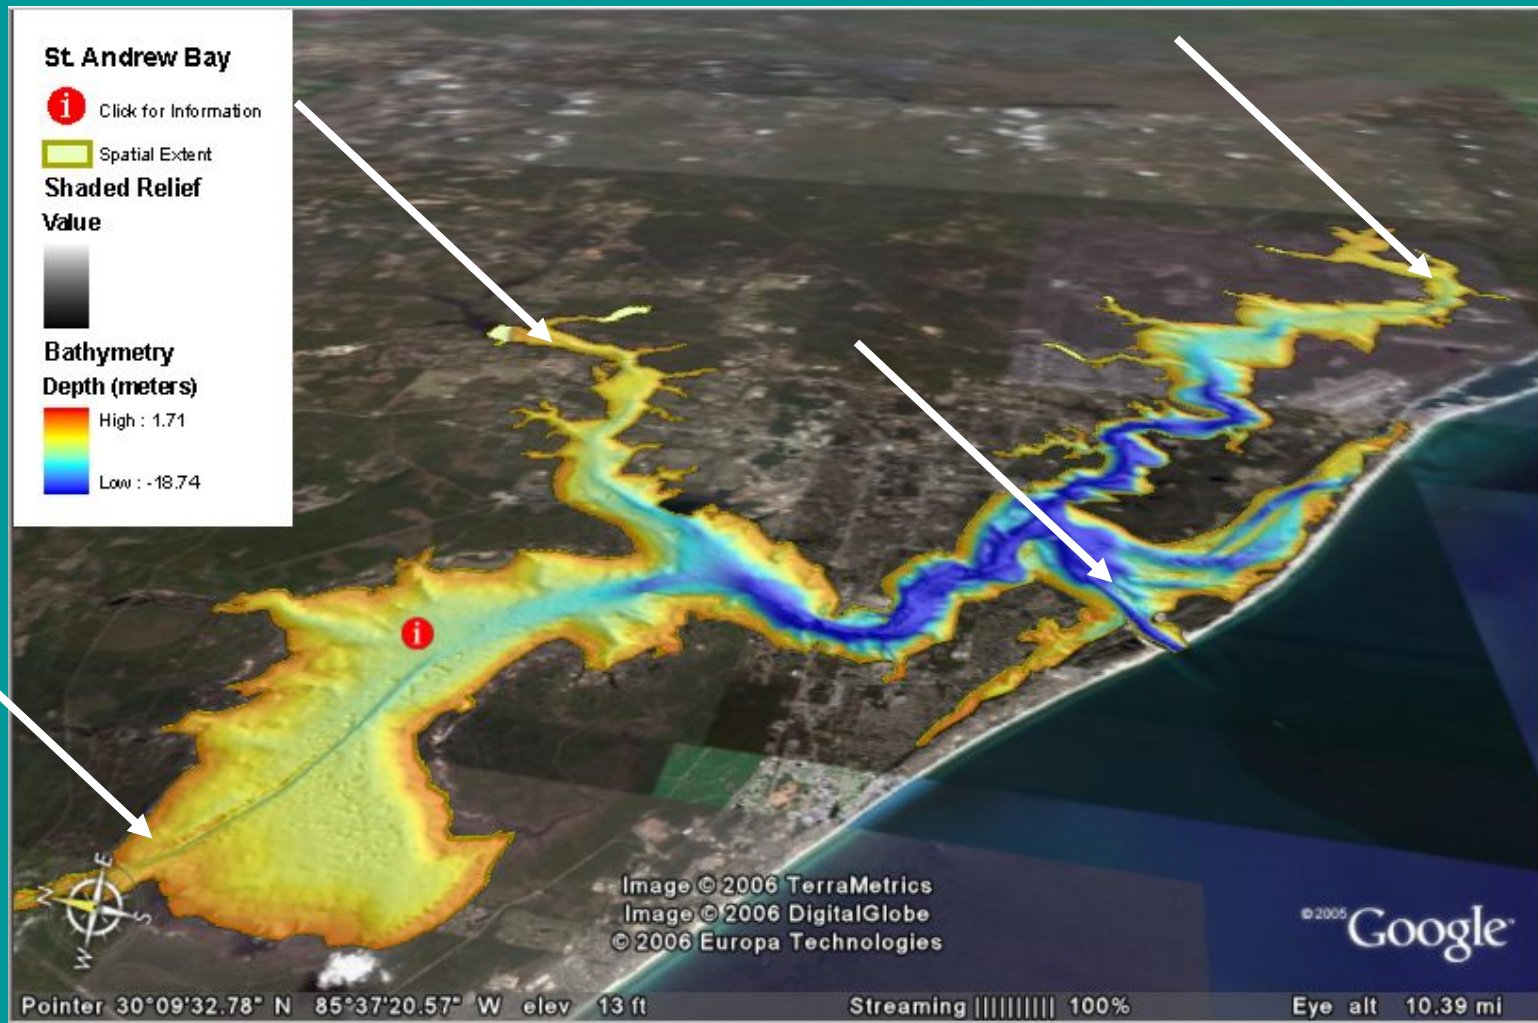 St. Andrew Bay
i Click for Information
Spatial Extent
Shaded Relief
Value
Bathymetry
Depth (meters)
High : 1.71
Low : -18.74
i
N
E
S
W
Image © 2006 TerraMetrics
Image © 2006 DigitalGlobe
© 2006 Europa Technologies
©2005 Google™
Pointer 30°09'32.78" N 85°37'20.57" W elev 13 ft Streaming |||||||||| 100% Eye alt 10.39 mi